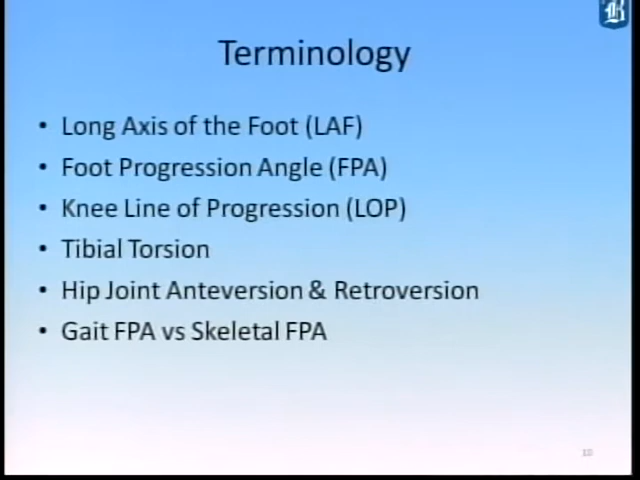 Terminology
• Long Axis of the Foot (LAF)
• Foot Progression Angle (FPA)
• Knee Line of Progression (LOP)
• Tibial Torsion
• Hip Joint Anteversion & Retroversion
• Gait FPA vs Skeletal FPA